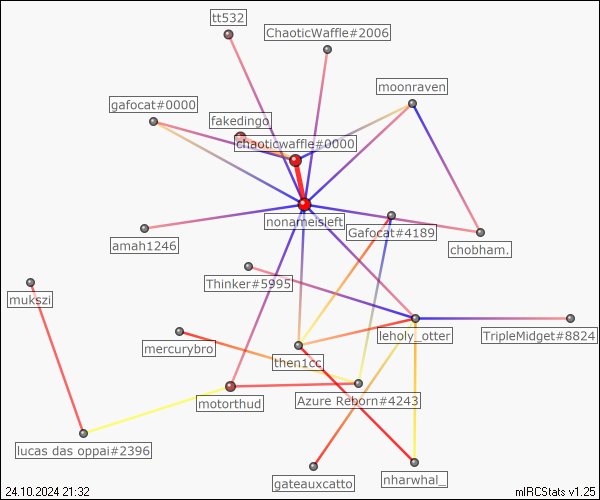 tt532
ChaoticWaffle#2006
moonraven
gafocat#0000
fakedingo
chaoticwaffle#0000
nonameisleft
Gafocat#4189
amah1246
chobham.
Thinker#5995
mukszi
leholy_otter
TripleMidget#8824
mercurybro
then1cc
motorthud
Azure Reborn#4243
lucas das oppai#2396
gateauxcatto
nharwhal_
24.10.2024 21:32
mIRCStats v1.25